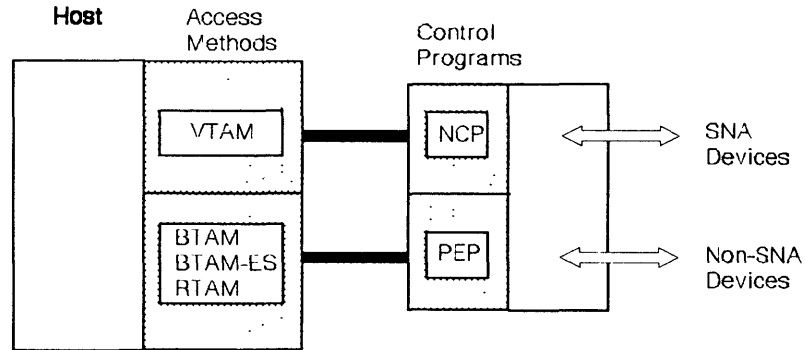 Host
Access
Methods
Control
Programs
VTAM
NCP
SNA
Devices
BTAM
BTAM-ES
RTAM
PEP
Non-SNA
Devices